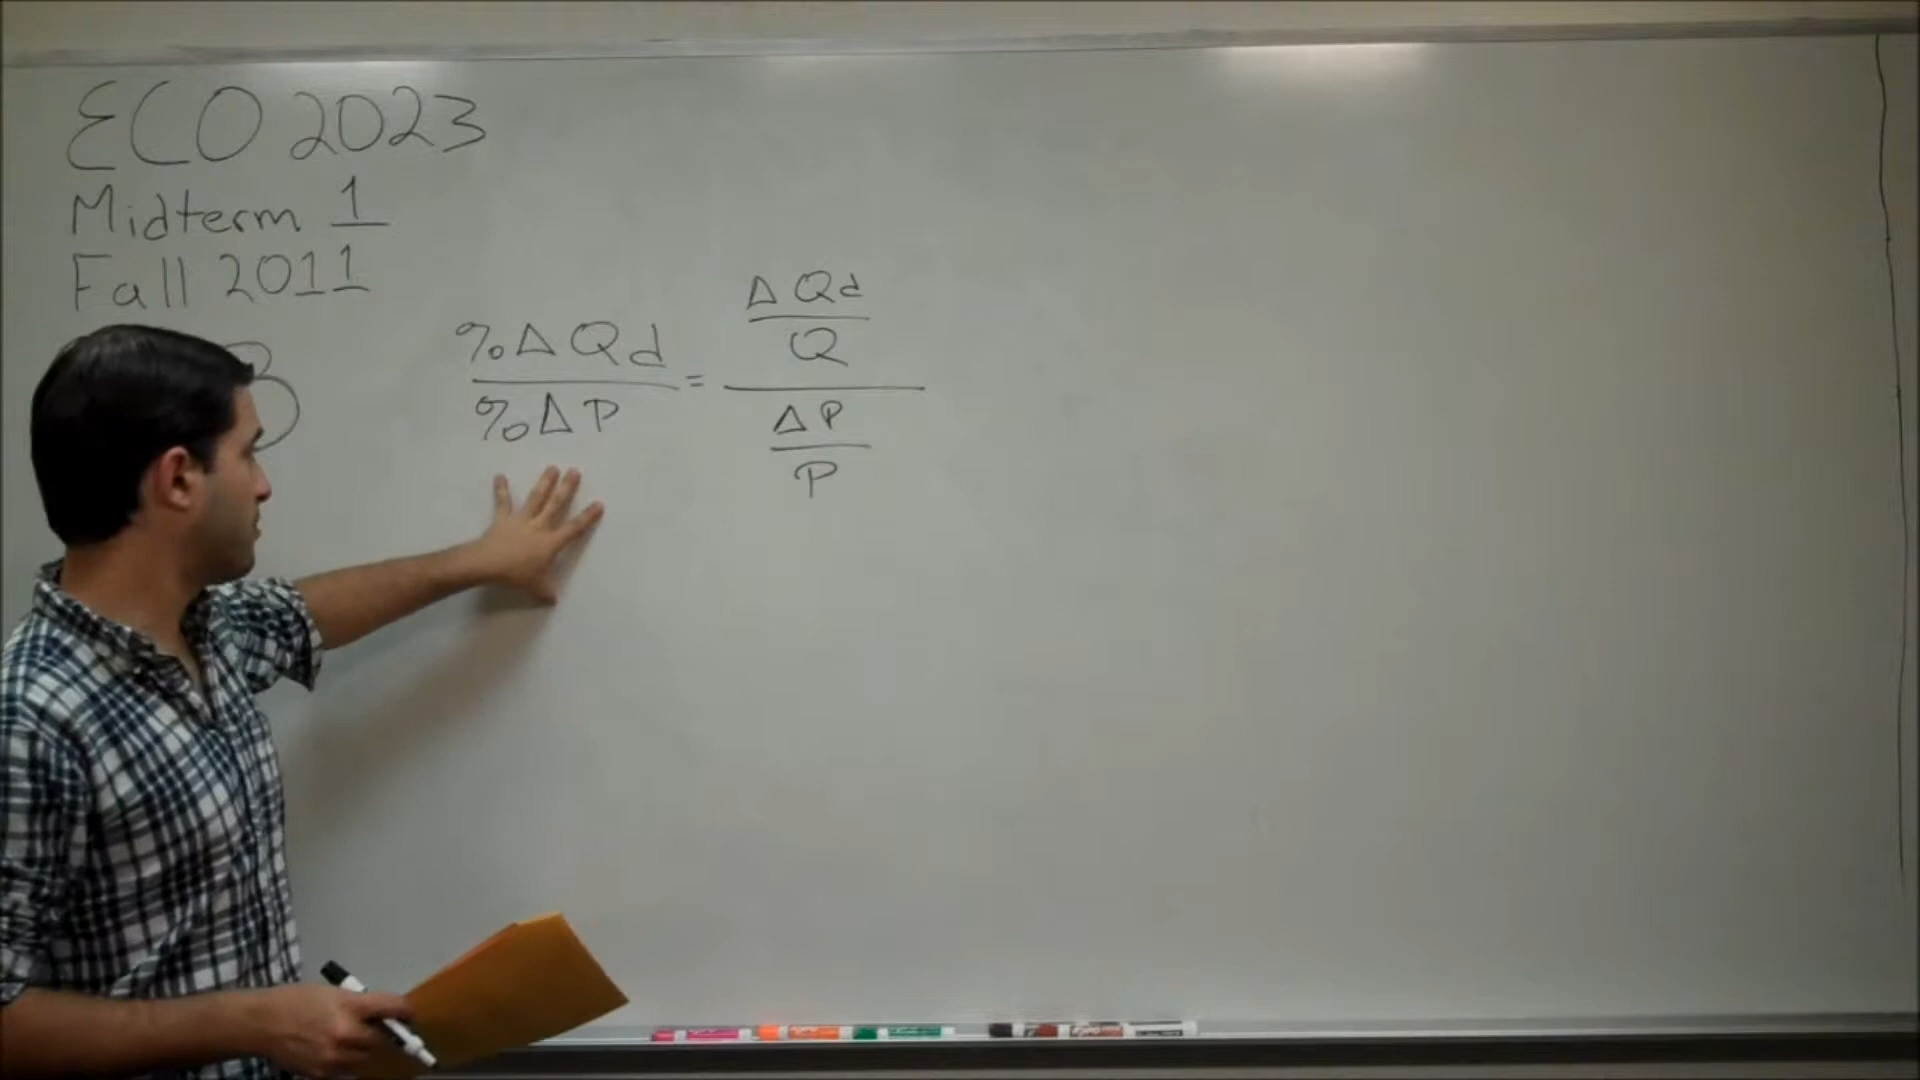 ECO 2023
Midterm 1
Fall 2011
%ΔQd
%ΔP
=
ΔQd
Q
ΔP
P